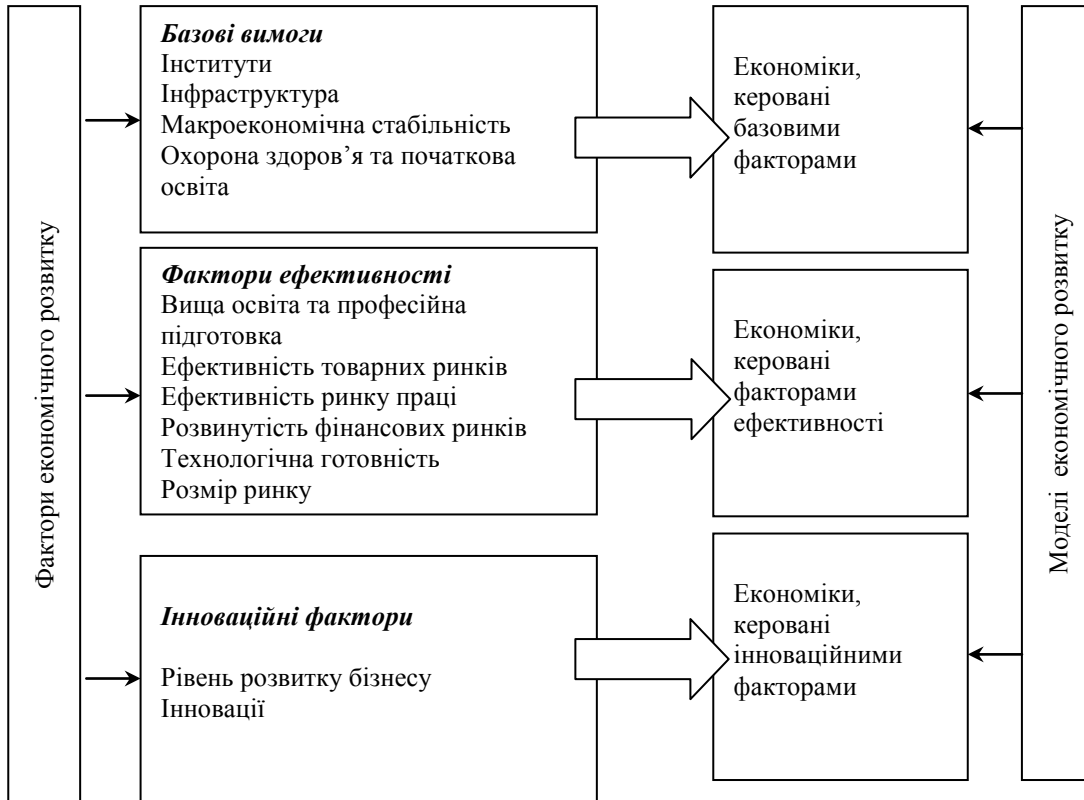 Фактори економічного розвитку
Базові вимоги
Інститути
Інфраструктура
Макроекономічна стабільність
Охорона здоров’я та початкова
освіта
Економіки,
керовані
базовими
факторами
Фактори ефективності
Вища освіта та професійна
підготовка
Ефективність товарних ринків
Ефективність ринку праці
Розвинутість фінансових ринків
Технологічна готовність
Розмір ринку
Економіки,
керовані
факторами
ефективності
Інноваційні фактори
Рівень розвитку бізнесу
Інновації
Економіки,
керовані
інноваційними
факторами
Моделі економічного розвитку